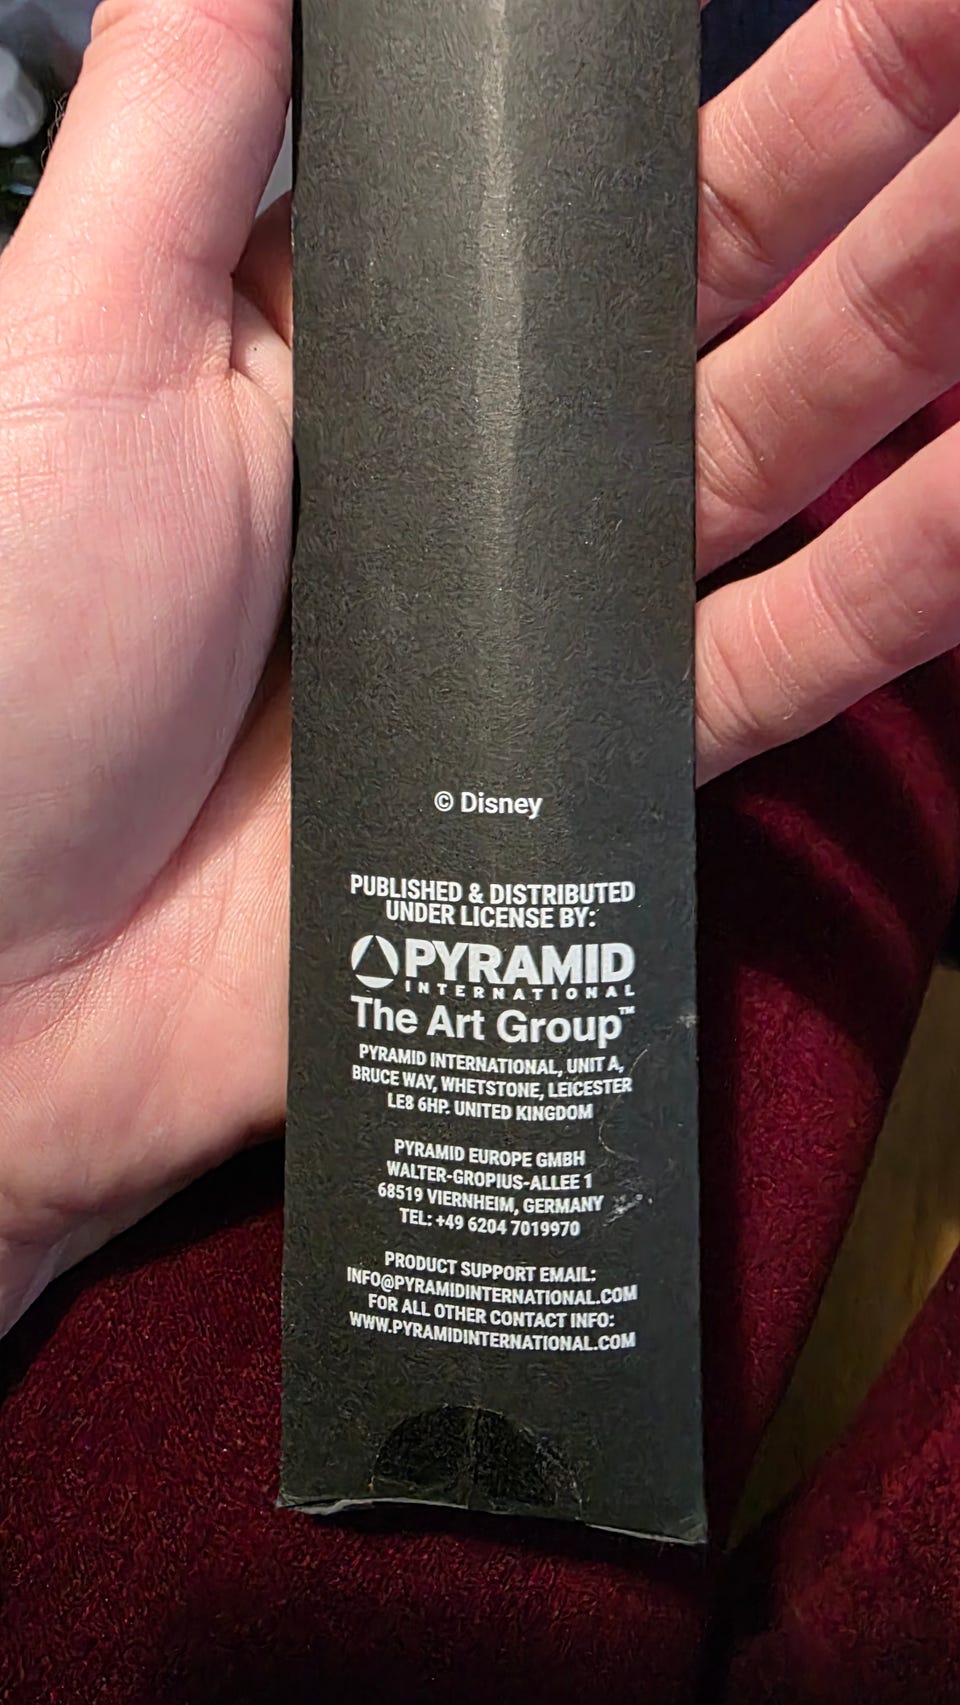 © Disney
PUBLISHED & DISTRIBUTED
UNDER LICENSE BY:
PYRAMID
INTERNATIONAL
The Art Group™
PYRAMID INTERNATIONAL, UNIT A,
BRUCE WAY, WHETSTONE, LEICESTER
LE8 6HP. UNITED KINGDOM
PYRAMID EUROPE GMBH
WALTER-GROPIUS-ALLEE 1
68519 VIERNHEIM, GERMANY
TEL: +49 6204 7019970
PRODUCT SUPPORT EMAIL:
INFO@PYRAMIDINTERNATIONAL.COM
FOR ALL OTHER CONTACT INFO:
WWW.PYRAMIDINTERNATIONAL.COM